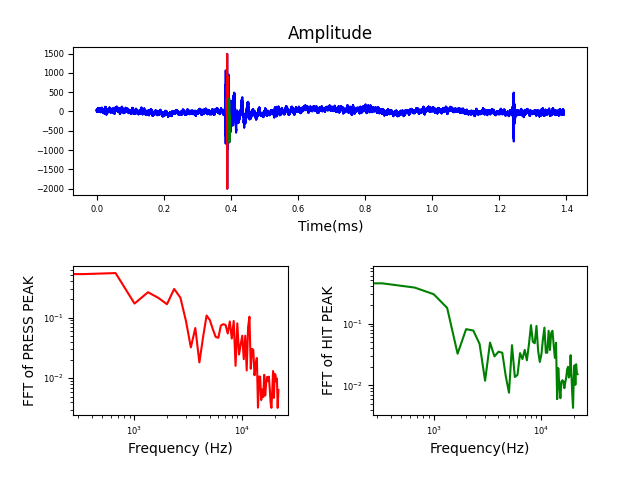 Amplitude
1500
1000
500
0
−500
−1000
−1500
−2000
0.0 0.2 0.4 0.6 0.8 1.0 1.2 1.4
Time(ms)
FFT of PRESS PEAK
10⁻¹
10⁻²
10³ 10⁴
Frequency (Hz)
FFT of HIT PEAK
10⁻¹
10⁻²
10³ 10⁴
Frequency(Hz)